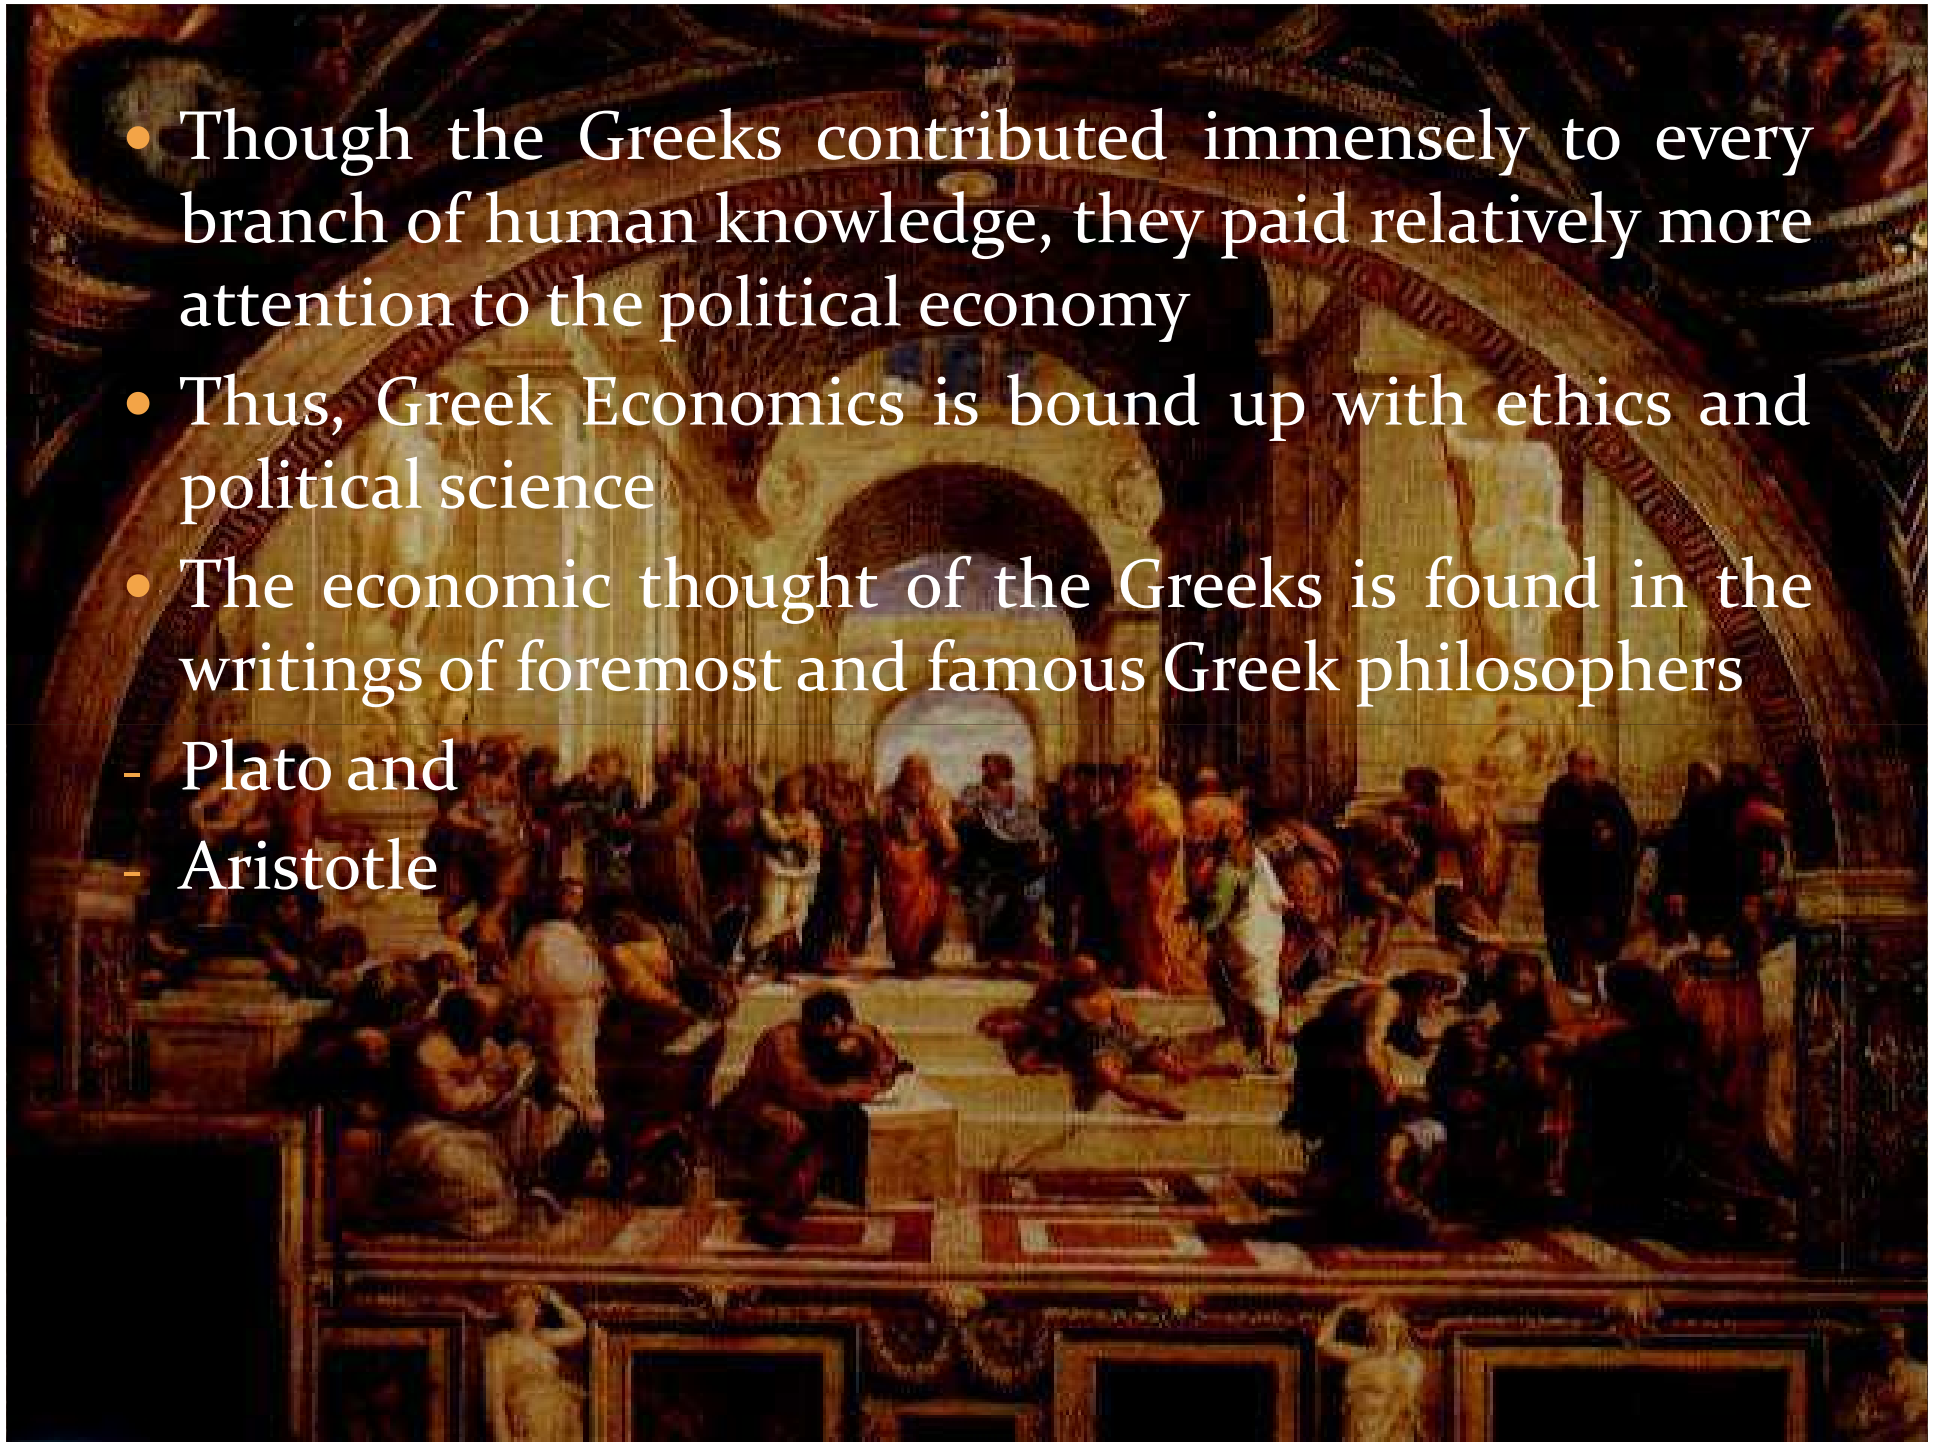 • Though the Greeks contributed immensely to every
branch of human knowledge, they paid relatively more
attention to the political economy
• Thus, Greek Economics is bound up with ethics and
political science
• The economic thought of the Greeks is found in the
writings of foremost and famous Greek philosophers
- Plato and
- Aristotle